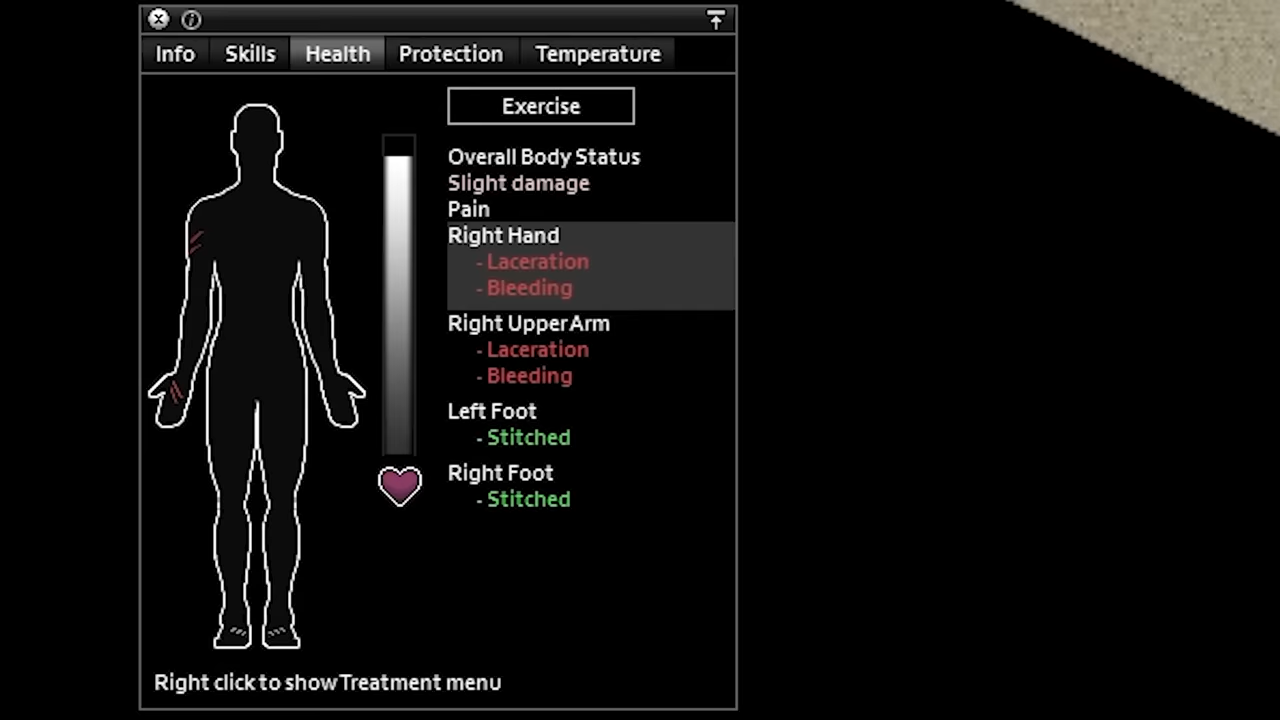 Info Skills Health Protection Temperature
Exercise
Overall Body Status
Slight damage
Pain
Right Hand
- Laceration
- Bleeding
Right Upper Arm
- Laceration
- Bleeding
Left Foot
- Stitched
Right Foot
- Stitched
Right click to show Treatment menu